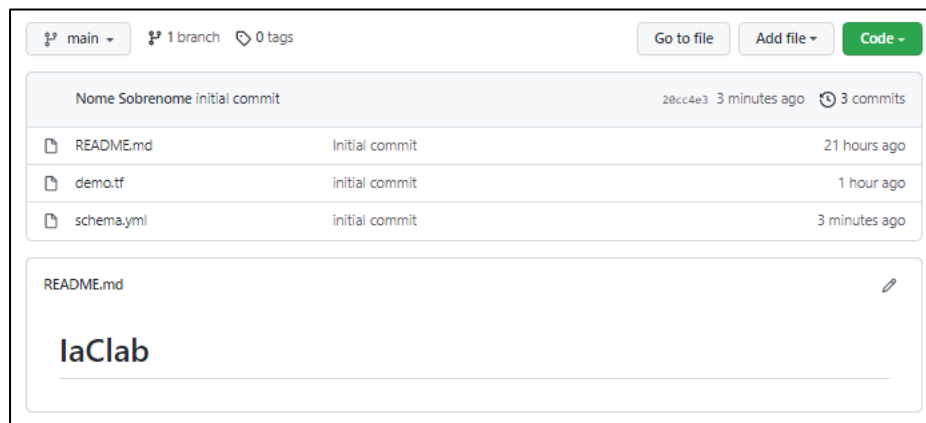 main 1 branch 0 tags Go to file Add file Code
Nome Sobrenome initial commit 20cc4e3 3 minutes ago 3 commits
README.md Initial commit 21 hours ago
demo.tf initial commit 1 hour ago
schema.yml initial commit 3 minutes ago
README.md
IaClab